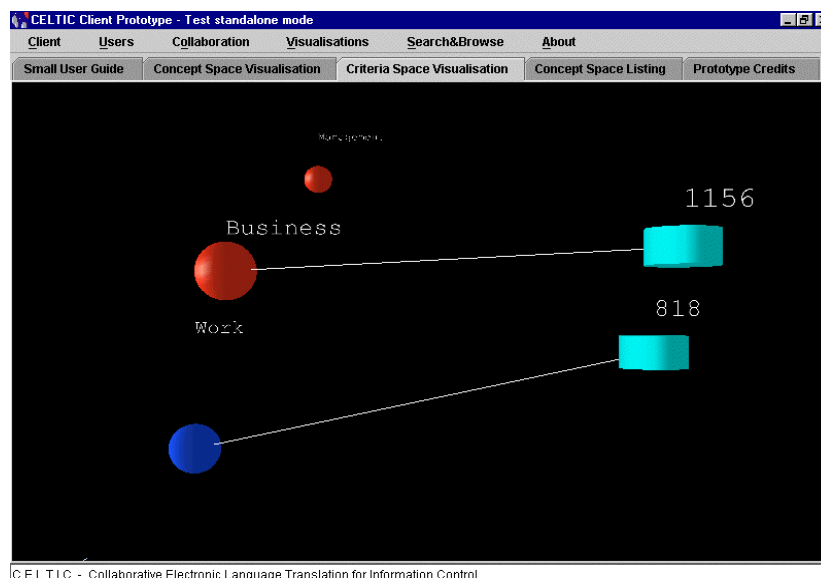 CELTIC Client Prototype - Test standalone mode
Client Users Collaboration Visualisations Search&Browse About
Small User Guide Concept Space Visualisation Criteria Space Visualisation Concept Space Listing Prototype Credits
Management
1156
Business
818
Work
C E L T I C - Collaborative Electronic Language Translation for Information Control